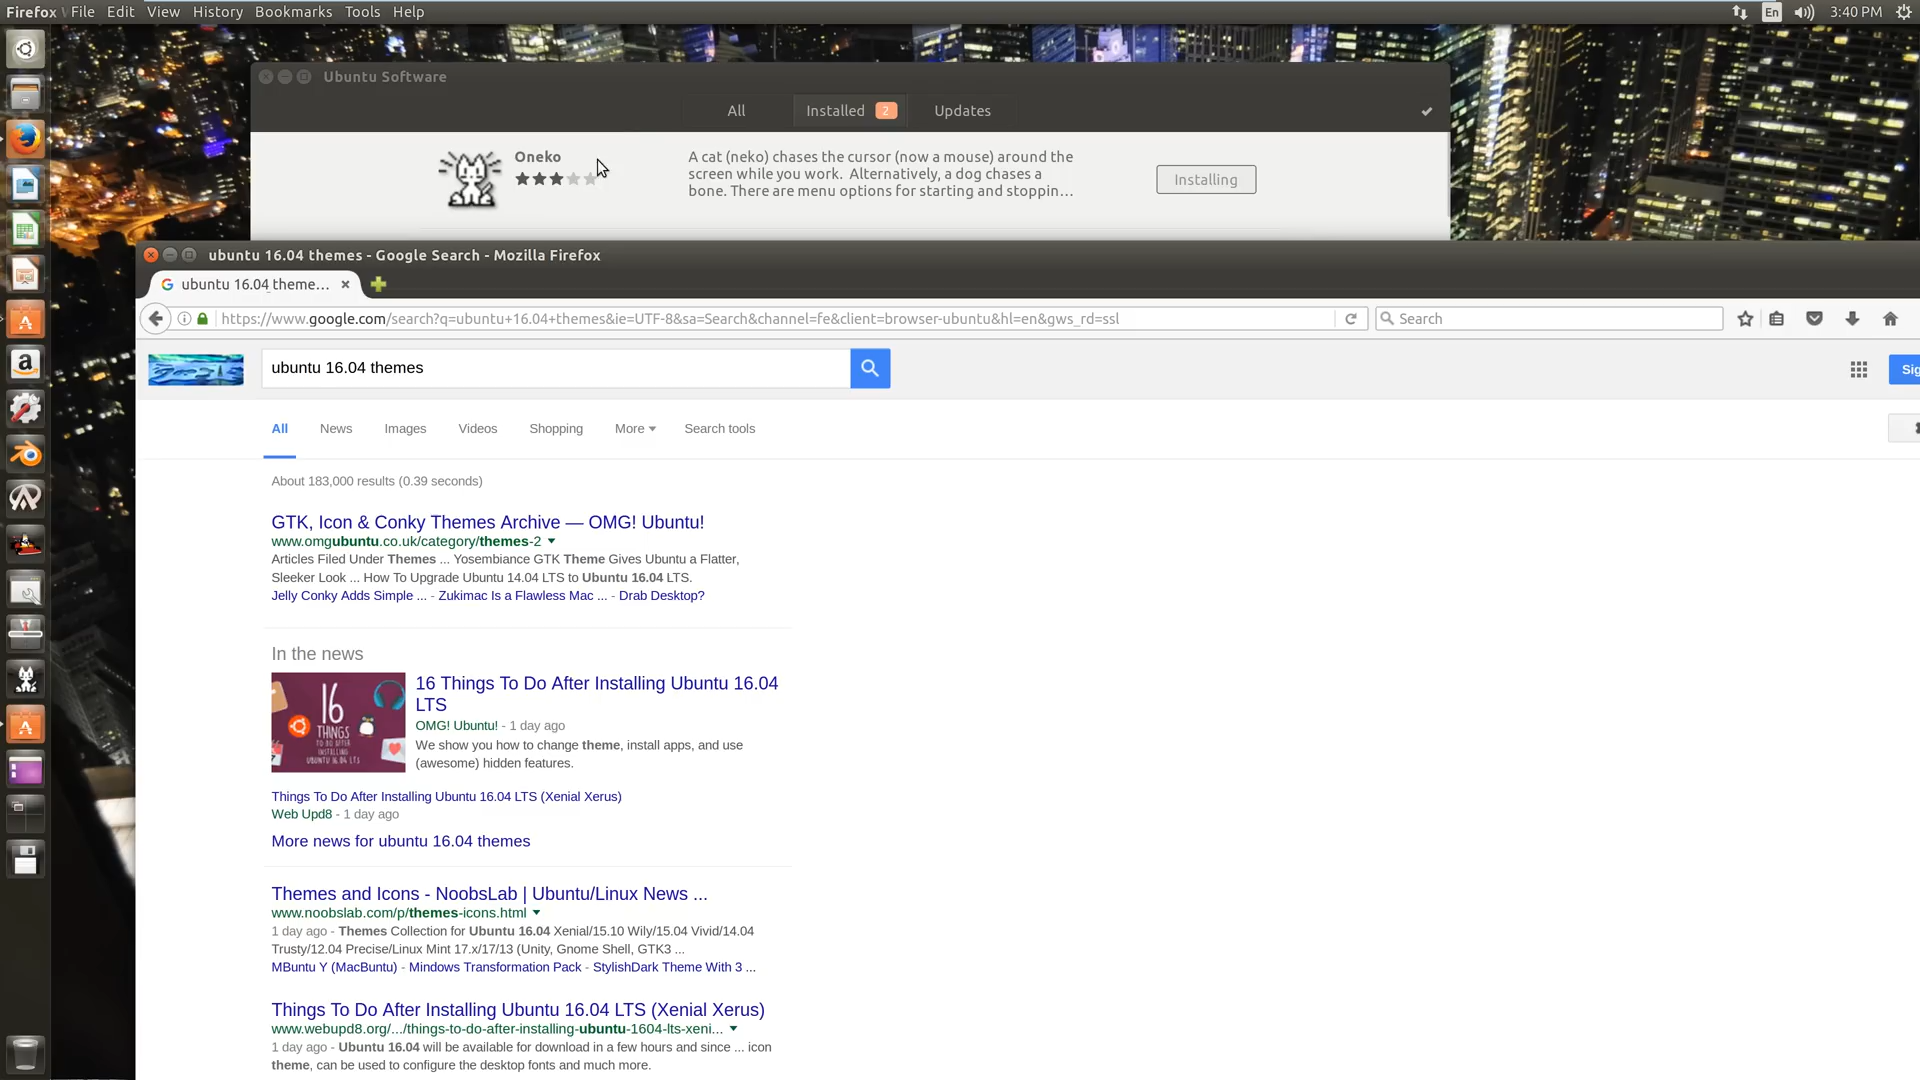 Firefox File Edit View History Bookmarks Tools Help
En 3:40 PM
Ubuntu Software
All Installed 2 Updates
Oneko
A cat (neko) chases the cursor (now a mouse) around the
screen while you work. Alternatively, a dog chases a
bone. There are menu options for starting and stoppin...
Installing
ubuntu 16.04 themes - Google Search - Mozilla Firefox
ubuntu 16.04 theme...
https://www.google.com/search?q=ubuntu+16.04+themes&ie=UTF-8&sa=Search&channel=fe&client=browser-ubuntu&hl=en&gws_rd=ssl
Search
ubuntu 16.04 themes
Sig
All News Images Videos Shopping More Search tools
About 183,000 results (0.39 seconds)
GTK, Icon & Conky Themes Archive — OMG! Ubuntu!
www.omgubuntu.co.uk/category/themes-2
Articles Filed Under Themes ... Yosembiance GTK Theme Gives Ubuntu a Flatter,
Sleeker Look ... How To Upgrade Ubuntu 14.04 LTS to Ubuntu 16.04 LTS.
Jelly Conky Adds Simple ... - Zukimac Is a Flawless Mac ... - Drab Desktop?
In the news
16
THINGS
TO DO AFTER
INSTALLING
UBUNTU 16.04 LTS
16 Things To Do After Installing Ubuntu 16.04
LTS
OMG! Ubuntu! - 1 day ago
We show you how to change theme, install apps, and use
(awesome) hidden features.
Things To Do After Installing Ubuntu 16.04 LTS (Xenial Xerus)
Web Upd8 - 1 day ago
More news for ubuntu 16.04 themes
Themes and Icons - NoobsLab | Ubuntu/Linux News ...
www.noobslab.com/p/themes-icons.html
1 day ago - Themes Collection for Ubuntu 16.04 Xenial/15.10 Wily/15.04 Vivid/14.04
Trusty/12.04 Precise/Linux Mint 17.x/17/13 (Unity, Gnome Shell, GTK3 ...
MBuntu Y (MacBuntu) - Mindows Transformation Pack - StylishDark Theme With 3 ...
Things To Do After Installing Ubuntu 16.04 LTS (Xenial Xerus)
www.webupd8.org/.../things-to-do-after-installing-ubuntu-1604-lts-xeni...
1 day ago - Ubuntu 16.04 will be available for download in a few hours and since ... icon
theme, can be used to configure the desktop fonts and much more.